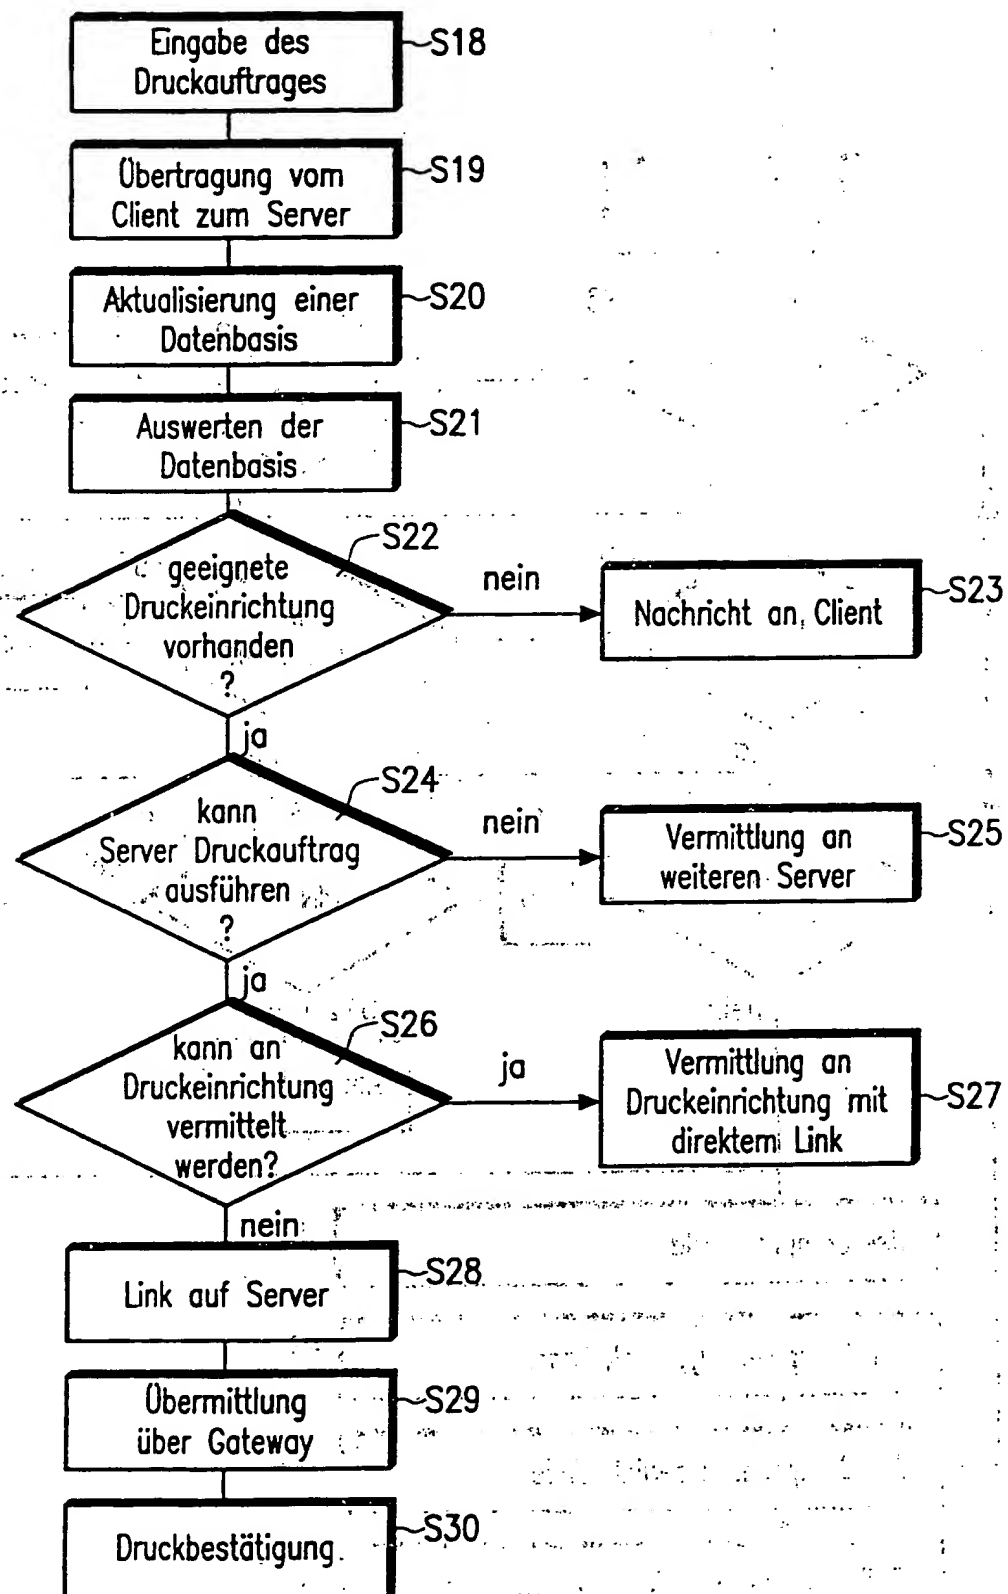 Eingabe des
Druckauftrages
S18
Übertragung vom
Client zum Server
S19
Aktualisierung einer
Datenbasis
S20
Auswerten der
Datenbasis
S21
geeignete
Druckeinrichtung
vorhanden
?
S22
nein
Nachricht an Client
S23
ja
kann
Server Druckauftrag
ausführen
?
S24
nein
Vermittlung an
weiteren Server
S25
ja
kann an
Druckeinrichtung
vermittelt
werden?
S26
ja
Vermittlung an
Druckeinrichtung mit
direktem Link
S27
nein
Link auf Server
S28
Übermittlung
über Gateway
S29
Druckbestätigung
S30